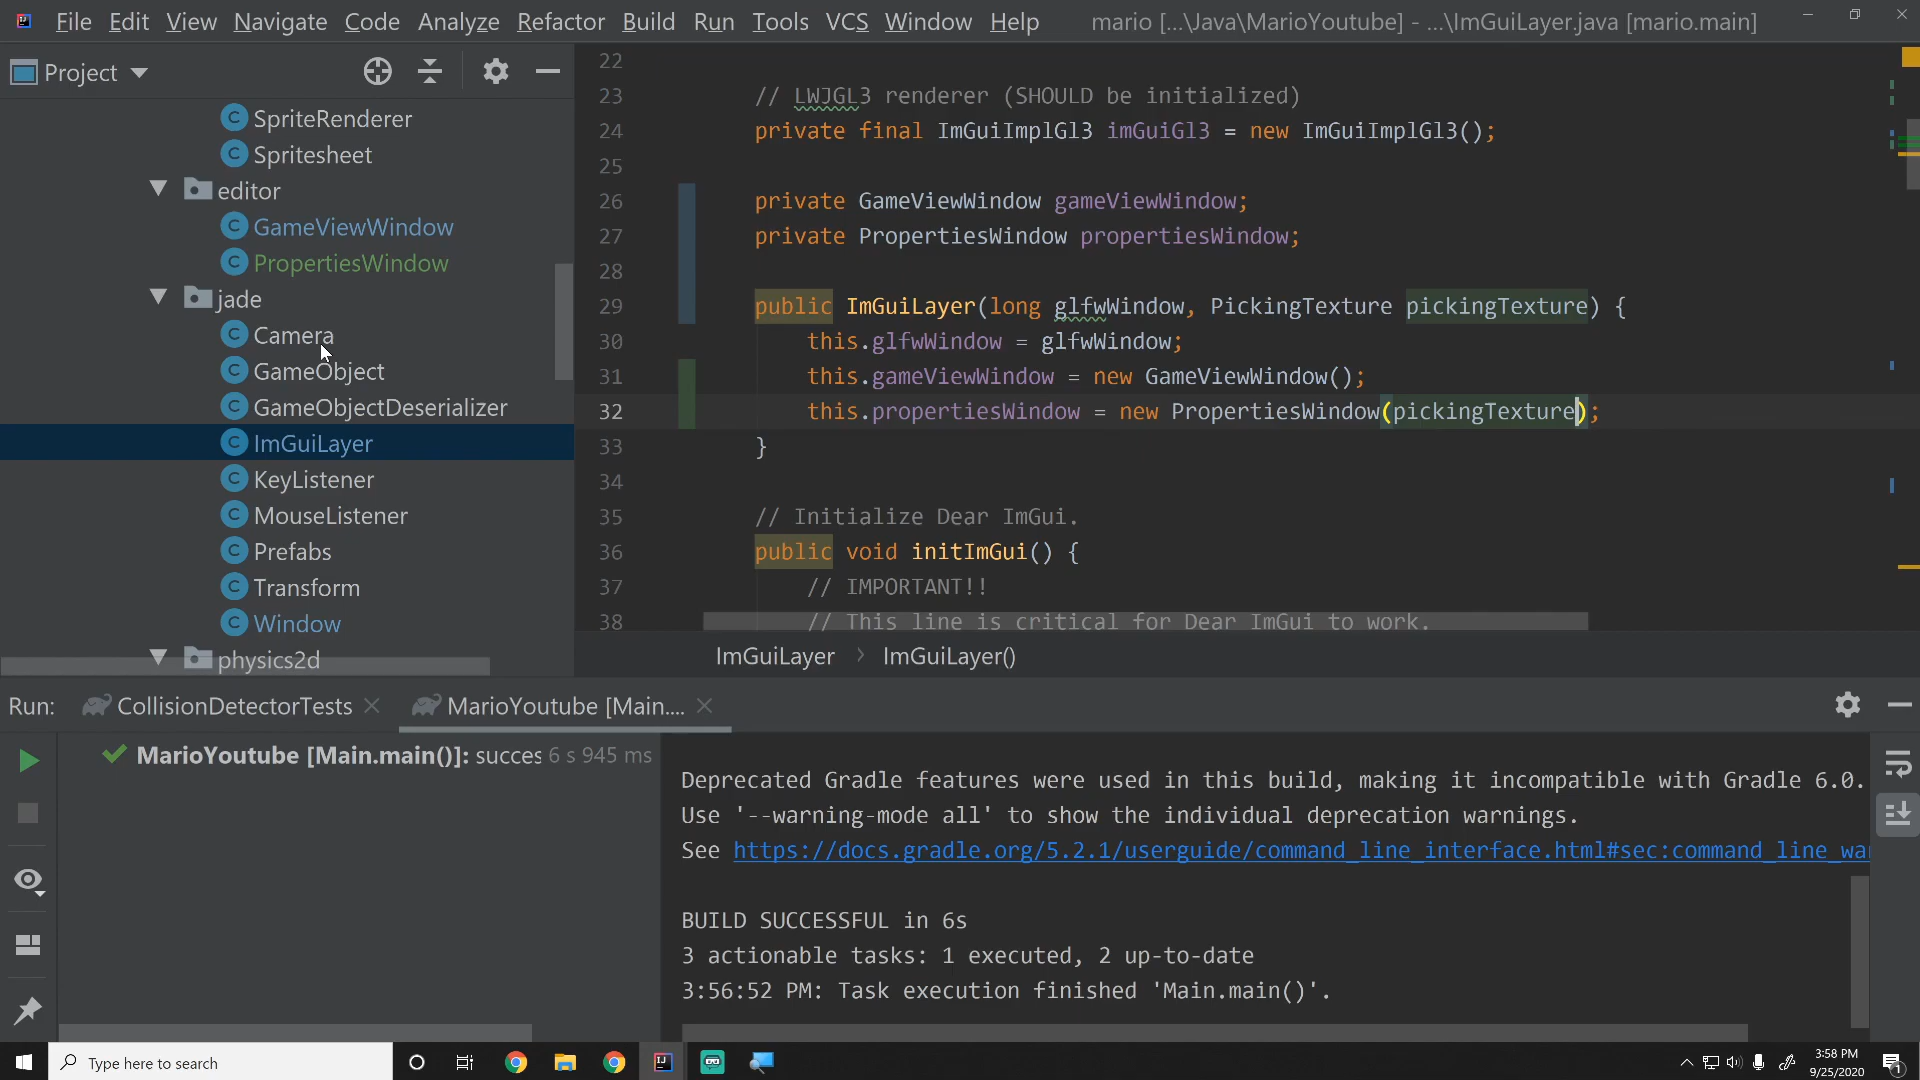 File Edit View Navigate Code Analyze Refactor Build Run Tools VCS Window Help mario [...\Java\MarioYoutube] - ...\ImGuiLayer.java [mario.main]
Project
SpriteRenderer
Spritesheet
editor
GameViewWindow
PropertiesWindow
jade
Camera
GameObject
GameObjectDeserializer
ImGuiLayer
KeyListener
MouseListener
Prefabs
Transform
Window
physics2d
22
23 // LWJGL3 renderer (SHOULD be initialized)
24 private final ImGuiImplGl3 imGuiGl3 = new ImGuiImplGl3();
25
26 private GameViewWindow gameViewWindow;
27 private PropertiesWindow propertiesWindow;
28
29 public ImGuiLayer(long glfwWindow, PickingTexture pickingTexture) {
30 this.glfwWindow = glfwWindow;
31 this.gameViewWindow = new GameViewWindow();
32 this.propertiesWindow = new PropertiesWindow(pickingTexture);
33 }
34
35 // Initialize Dear ImGui.
36 public void initImGui() {
37 // IMPORTANT!!
38 // This line is critical for Dear ImGui to work.
ImGuiLayer > ImGuiLayer()
Run: CollisionDetectorTests MarioYoutube [Main....
MarioYoutube [Main.main()]: succes 6 s 945 ms
Deprecated Gradle features were used in this build, making it incompatible with Gradle 6.0.
Use '--warning-mode all' to show the individual deprecation warnings.
See https://docs.gradle.org/5.2.1/userguide/command_line_interface.html#sec:command_line_wa
BUILD SUCCESSFUL in 6s
3 actionable tasks: 1 executed, 2 up-to-date
3:56:52 PM: Task execution finished 'Main.main()'.
Type here to search
3:58 PM
9/25/2020
1